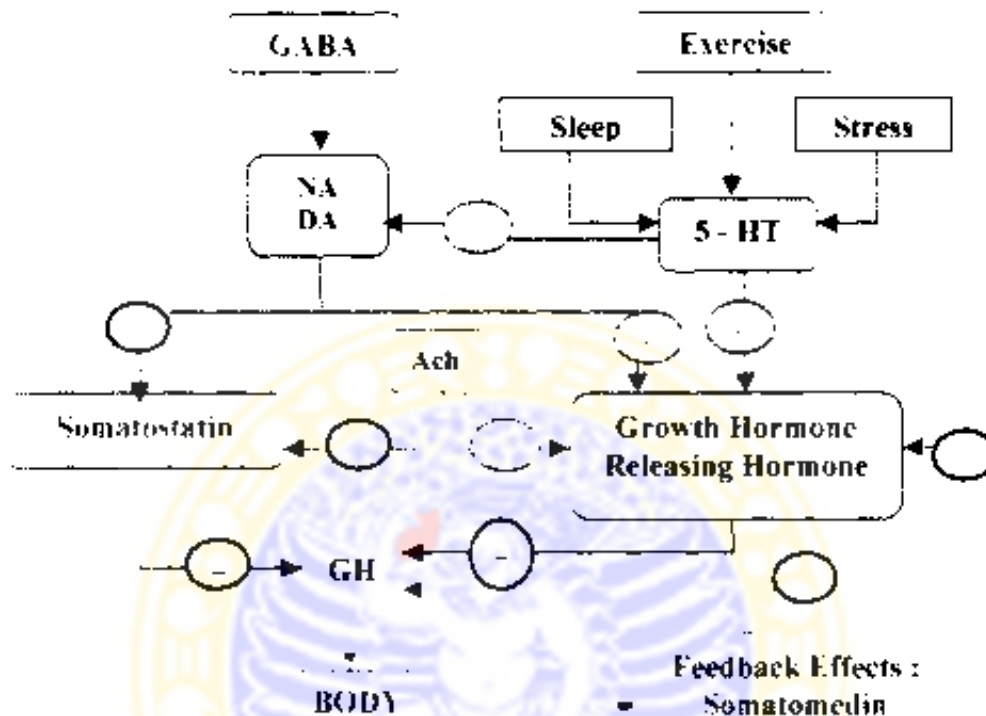 GABA
Exercise
Sleep
Stress
NA
DA
5 - HT
Ach
Somatostatin
Growth Hormone
Releasing Hormone
GH
BODY
Feedback Effects :
Somatomedin